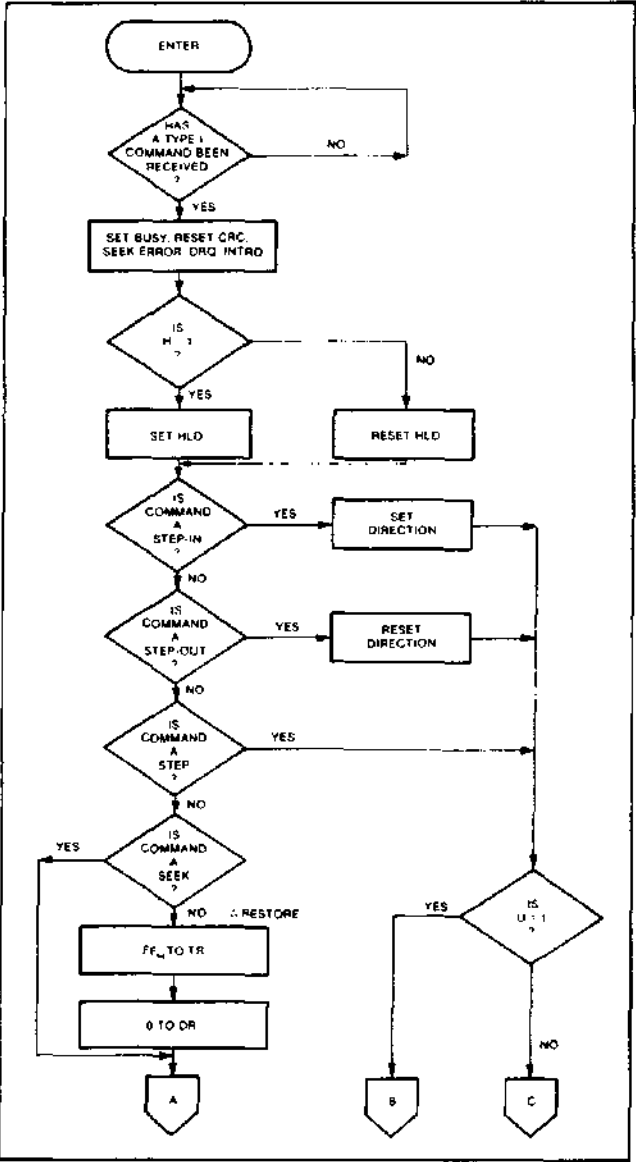 ENTER
HAS
A TYPE I
COMMAND BEEN
RECEIVED
?
NO
YES
SET BUSY, RESET CRC,
SEEK ERROR, DRQ, INTRQ
IS
H = 1
?
NO
YES
SET HLD
RESET HLD
IS
COMMAND
A
STEP-IN
?
YES
SET
DIRECTION
NO
IS
COMMAND
A
STEP-OUT
?
YES
RESET
DIRECTION
NO
IS
COMMAND
A
STEP
?
YES
NO
IS
COMMAND
A
SEEK
?
YES
NO
RESTORE
FFH TO TR
0 TO DR
IS
U = 1
?
YES
NO
A
B
C